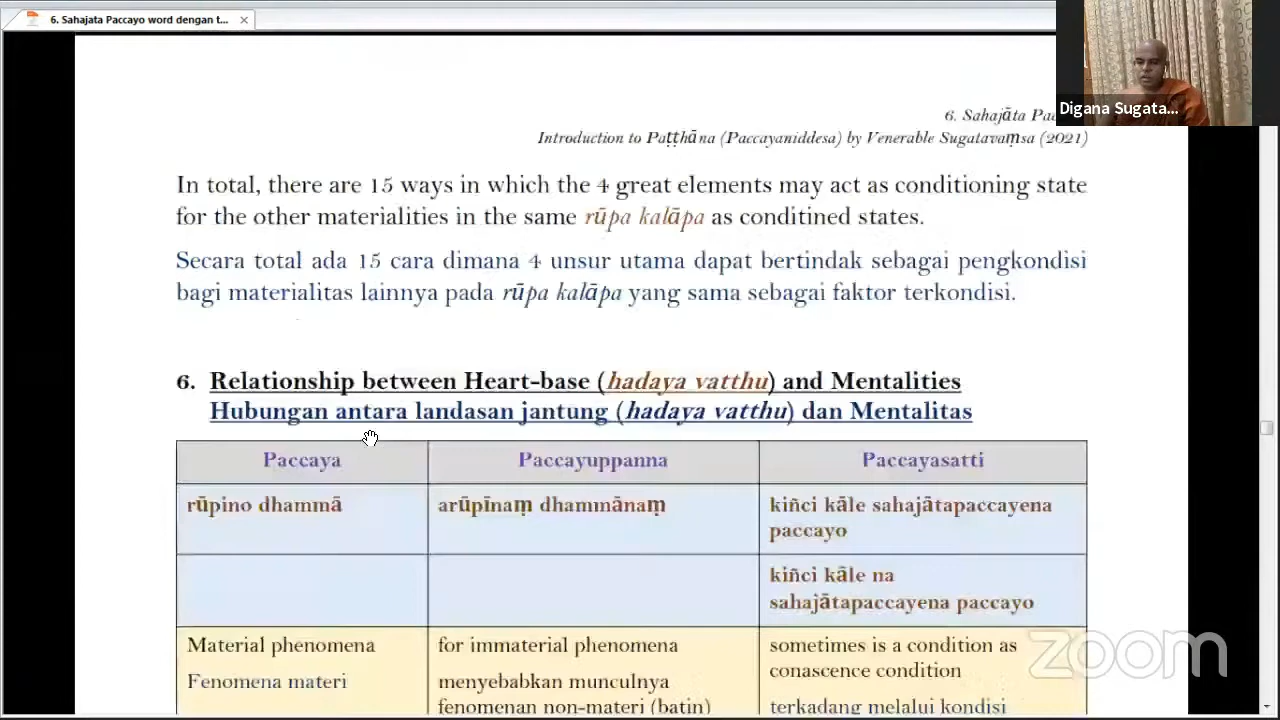 6. Sahajata Paccayo word dengan t...
Digana Sugata...
6. Sahajāta Pac
Introduction to Paṭṭhāna (Paccayaniddesa) by Venerable Sugatavaṃsa (2021)
In total, there are 15 ways in which the 4 great elements may act as conditioning state
for the other materialities in the same rūpa kalāpa as conditined states.
Secara total ada 15 cara dimana 4 unsur utama dapat bertindak sebagai pengkondisi
bagi materialitas lainnya pada rūpa kalāpa yang sama sebagai faktor terkondisi.
6. Relationship between Heart-base (hadaya vatthu) and Mentalities
Hubungan antara landasan jantung (hadaya vatthu) dan Mentalitas
Paccaya Paccayuppanna Paccayasatti
rūpino dhammā arūpīnaṃ dhammānaṃ kiñci kāle sahajātapaccayena
paccayo
kiñci kāle na
sahajātapaccayena paccayo
Material phenomena for immaterial phenomena sometimes is a condition as
conascence condition
Fenomena materi menyebabkan munculnya
fenomenan non-materi (batin) terkadang melalui kondisi
zoom